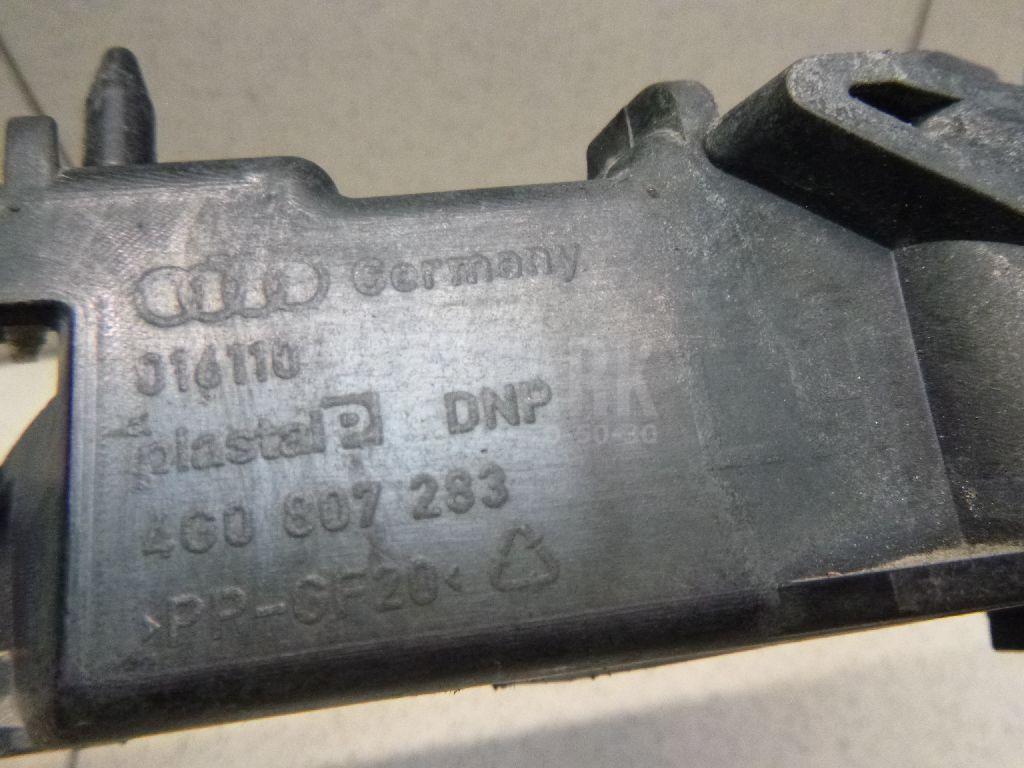 Germany
016110
plastal P DNP
4G0 807 283
>PP-GF20<